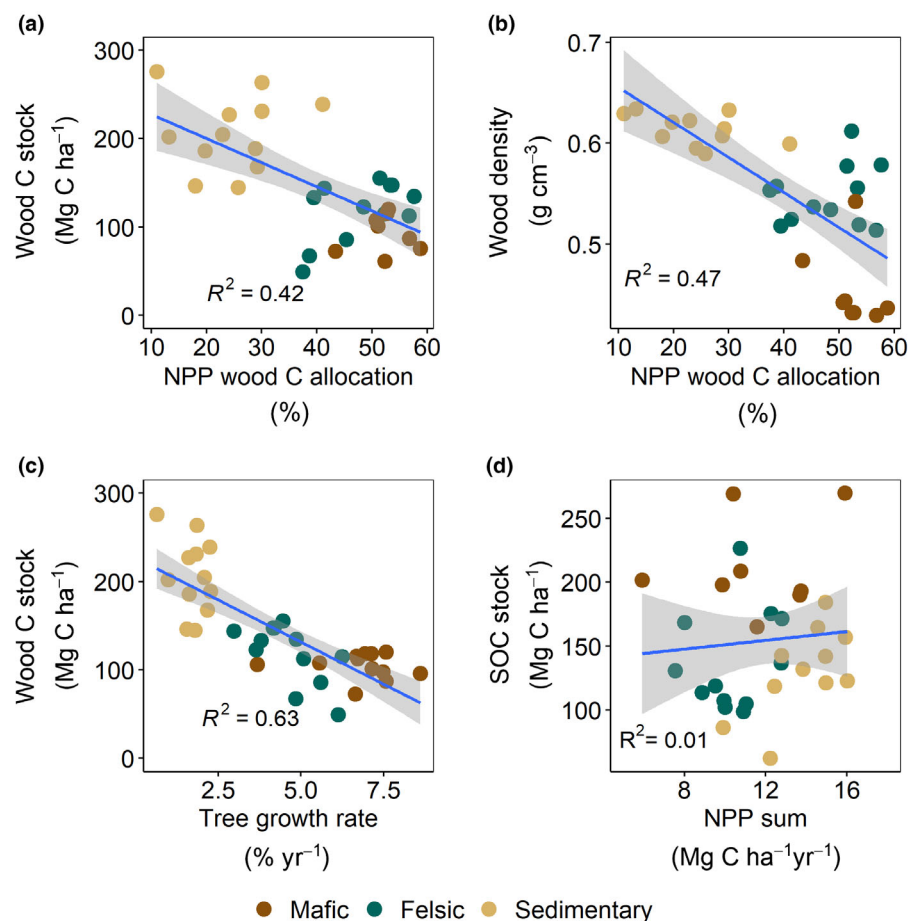 (a)
300
200
100
0
Wood C stock
(Mg C ha⁻¹)
R² = 0.42
10 20 30 40 50 60
NPP wood C allocation
(%)
(b)
0.7
0.6
0.5
Wood density
(g cm⁻³)
R² = 0.47
10 20 30 40 50 60
NPP wood C allocation
(%)
(c)
300
200
100
0
Wood C stock
(Mg C ha⁻¹)
R² = 0.63
2.5 5.0 7.5
Tree growth rate
(% yr⁻¹)
(d)
250
200
150
100
SOC stock
(Mg C ha⁻¹)
R²= 0.01
8 12 16
NPP sum
(Mg C ha⁻¹yr⁻¹)
Mafic Felsic Sedimentary